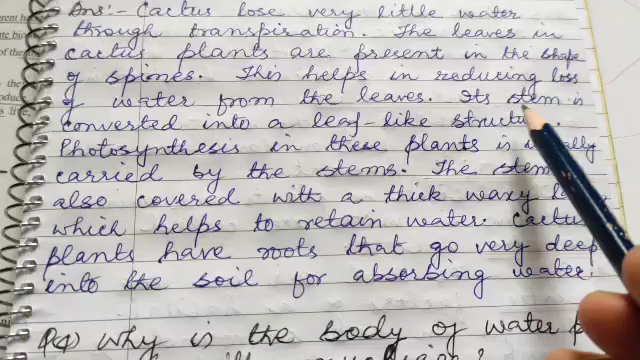 Ans:- Cactus lose very little water
through transpiration. The leaves in
cactus plants are present in the shape
of spines. This helps in reducing loss
of water from the leaves. Its stem is
converted into a leaf-like
Photosynthesis in these plants is
carried by the stems. The stem
also covered with a thick waxy
which helps to retain water. Cactus
plants have roots that go very deep
into the soil for absorbing water.
Q4) Why is the body of water